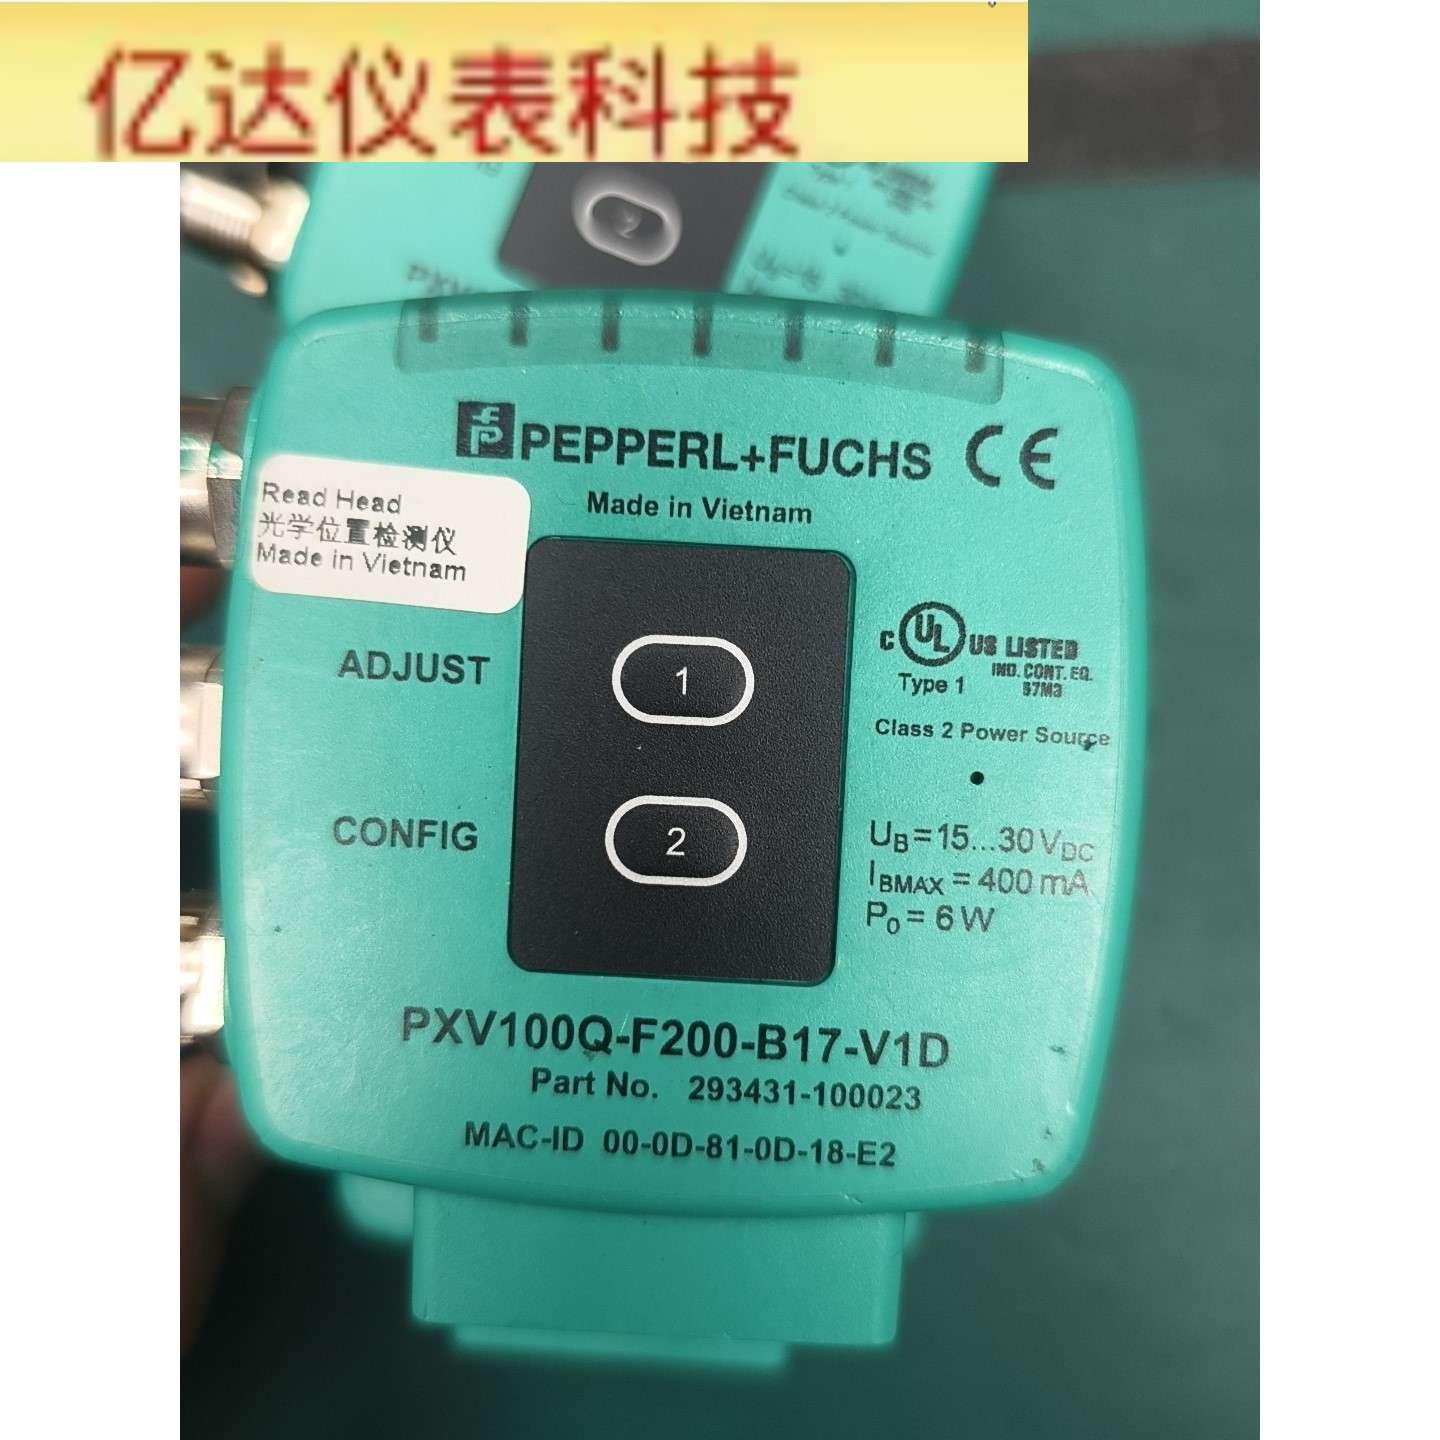 亿达仪表科技
2
PEPPERL+FUCHS CE
Made in Vietnam
Read Head
光学位置检测仪
Made in Vietnam
ADJUST
1
C UL US LISTED
IND. CONT. EQ.
57M3
Type 1
Class 2 Power Source
CONFIG
2
UB=15...30 VDC
IBMAX = 400 mA
P0 = 6 W
PXV100Q-F200-B17-V1D
Part No. 293431-100023
MAC-ID 00-0D-81-0D-18-E2